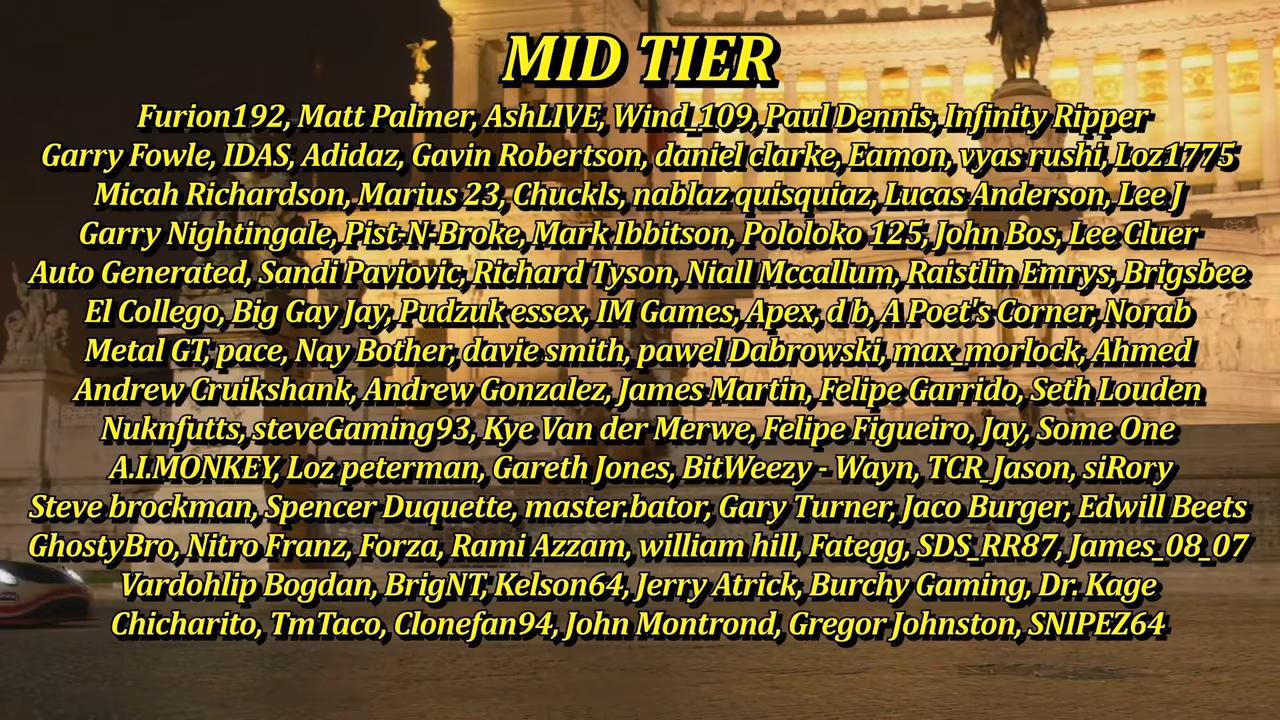 MID TIER
Furion192, Matt Palmer, AshLIVE, Wind_109, Paul Dennis, Infinity Ripper
Garry Fowle, IDAS, Adidaz, Gavin Robertson, daniel clarke, Eamon, vyas rushi, Loz1775
Micah Richardson, Marius 23, Chuckls, nablaz quisquiaz, Lucas Anderson, Lee J
Garry Nightingale, Pist-N-Broke, Mark Ibbitson, Pololoko 125, John Bos, Lee Cluer
Auto Generated, Sandi Paviovic, Richard Tyson, Niall Mccallum, Raistlin Emrys, Brigsbee
El Collego, Big Gay Jay, Pudzuk essex, IM Games, Apex, d b, A Poet's Corner, Norab
Metal GT, pace, Nay Bother, davie smith, pawel Dabrowski, max_morlock, Ahmed
Andrew Cruikshank, Andrew Gonzalez, James Martin, Felipe Garrido, Seth Louden
Nuknfutts, steveGaming93, Kye Van der Merwe, Felipe Figueiro, Jay, Some One
A.I.MONKEY, Loz peterman, Gareth Jones, BitWeezy - Wayn, TCR_Jason, siRory
Steve brockman, Spencer Duquette, master.bator, Gary Turner, Jaco Burger, Edwill Beets
GhostyBro, Nitro Franz, Forza, Rami Azzam, william hill, Fategg, SDS_RR87, James_08_07
Vardohlip Bogdan, BrigNT, Kelson64, Jerry Atrick, Burchy Gaming, Dr. Kage
Chicharito, TmTaco, Clonefan94, John Montrond, Gregor Johnston, SNIPEZ64